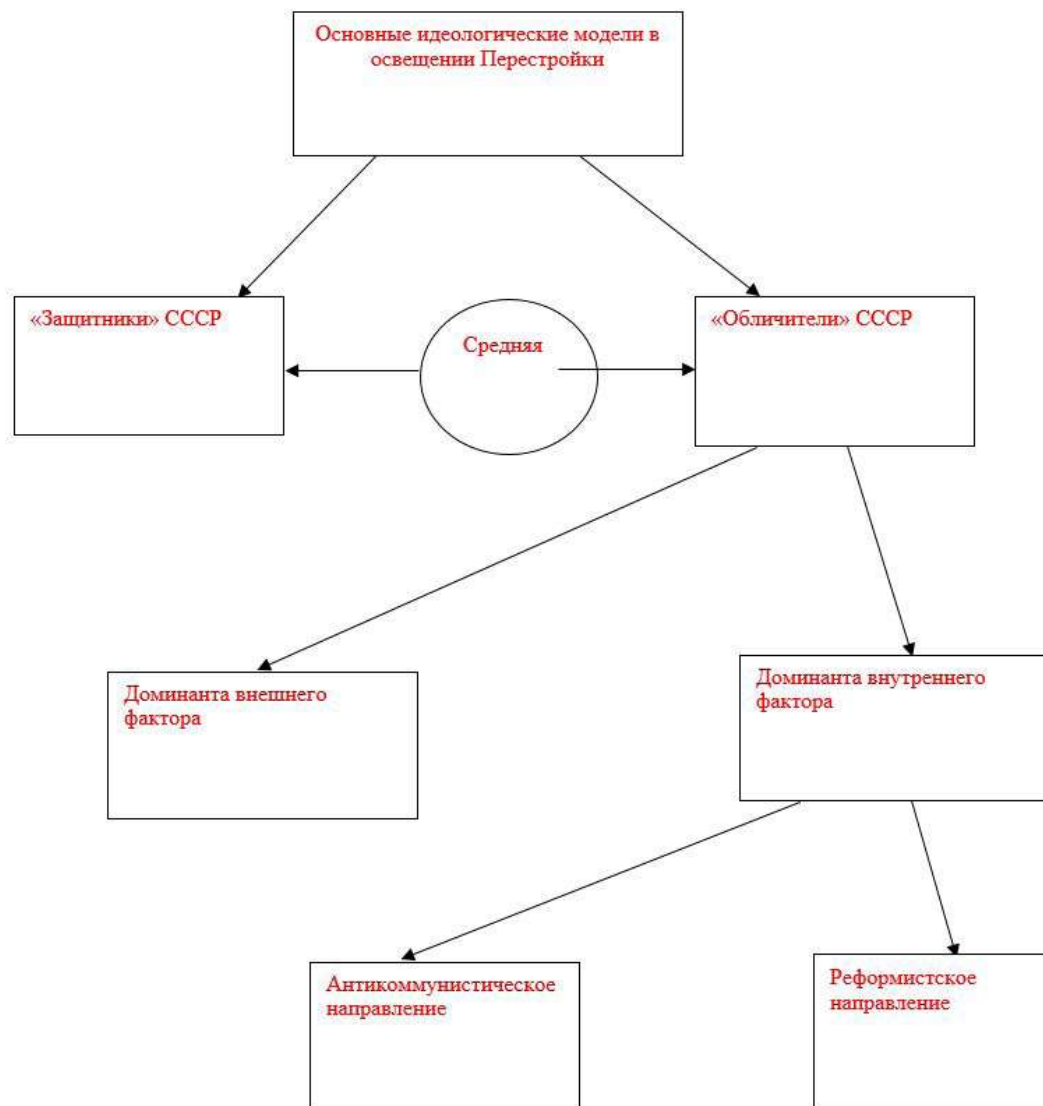 Основные идеологические модели в
освещении Перестройки
«Защитники» СССР
Средняя
«Обличители» СССР
Доминанта внешнего
фактора
Доминанта внутреннего
фактора
Антикоммунистическое
направление
Реформистское
направление